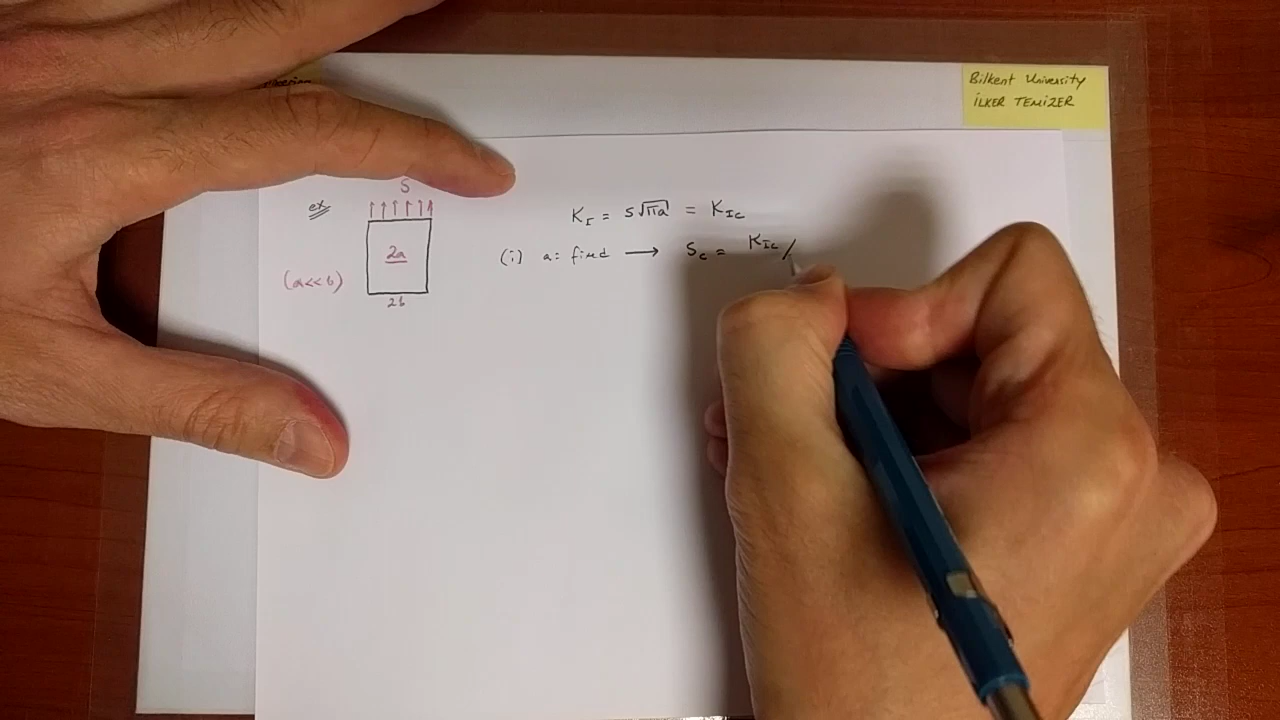 Bilkent University
İLKER TEMİZER
S
ex
2a
(a<<b)
2b
K_I = S√πa = K_Ic
(i) a: fixed → S_c = K_Ic /